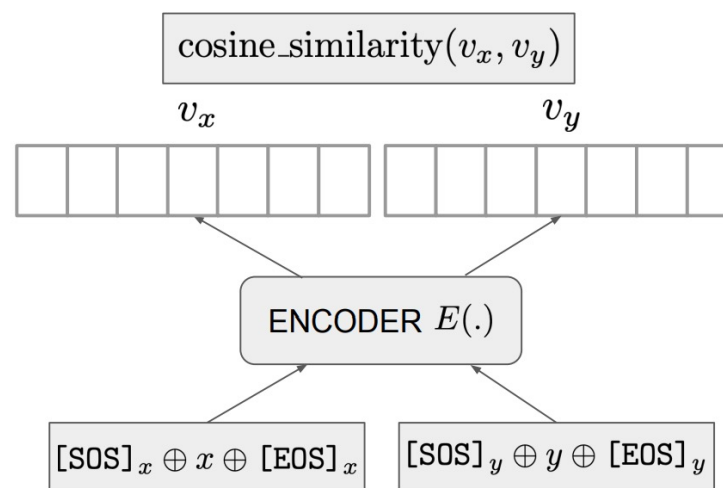 cosine_similarity(v_x, v_y)
v_x v_y
ENCODER E(.)
[SOS]_x ⊕ x ⊕ [EOS]_x [SOS]_y ⊕ y ⊕ [EOS]_y